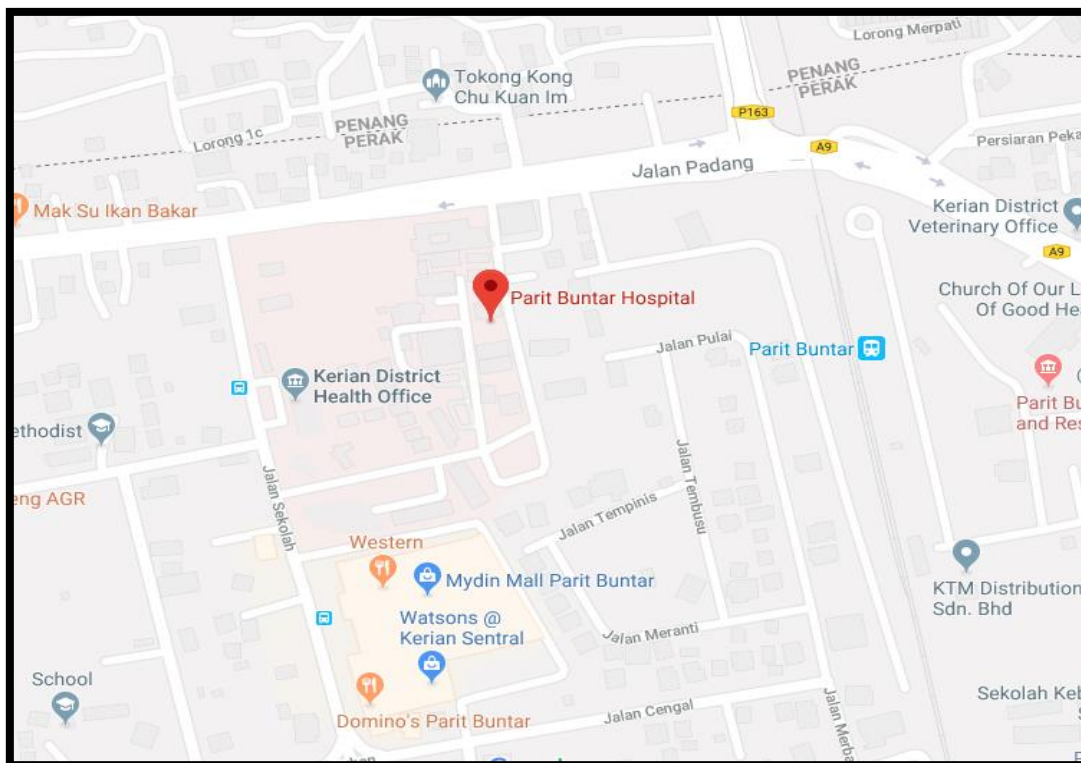 Lorong Merpati
Tokong Kong
Chu Kuan Im
PENANG
PERAK
P163
PENANG
PERAK
Lorong 1c
A9
Persiaran Peka
Jalan Padang
Mak Su Ikan Bakar
Kerian District
Veterinary Office
A9
Parit Buntar Hospital
Church Of Our L
Of Good He
Jalan Pulai
Parit Buntar
Kerian District
Health Office
Parit Bu
and Res
ethodist
Jalan Tembusu
eng AGR
Jalan Sekolah
Jalan Tempinis
Western
Mydin Mall Parit Buntar
KTM Distribution
Sdn. Bhd
Watsons @
Kerian Sentral
Jalan Meranti
School
Sekolah Keb
Domino's Parit Buntar
Jalan Cengal
Jalan Merba